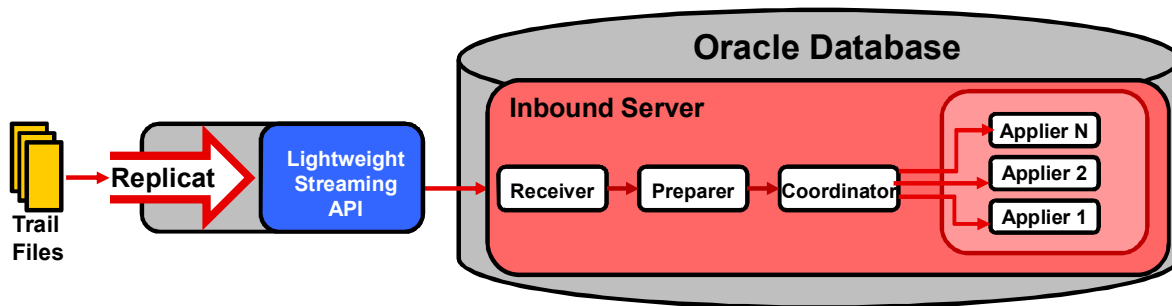 Oracle Database
Inbound Server
Trail
Files
Replicat
Lightweight
Streaming
API
Receiver
Preparer
Coordinator
Applier N
Applier 2
Applier 1